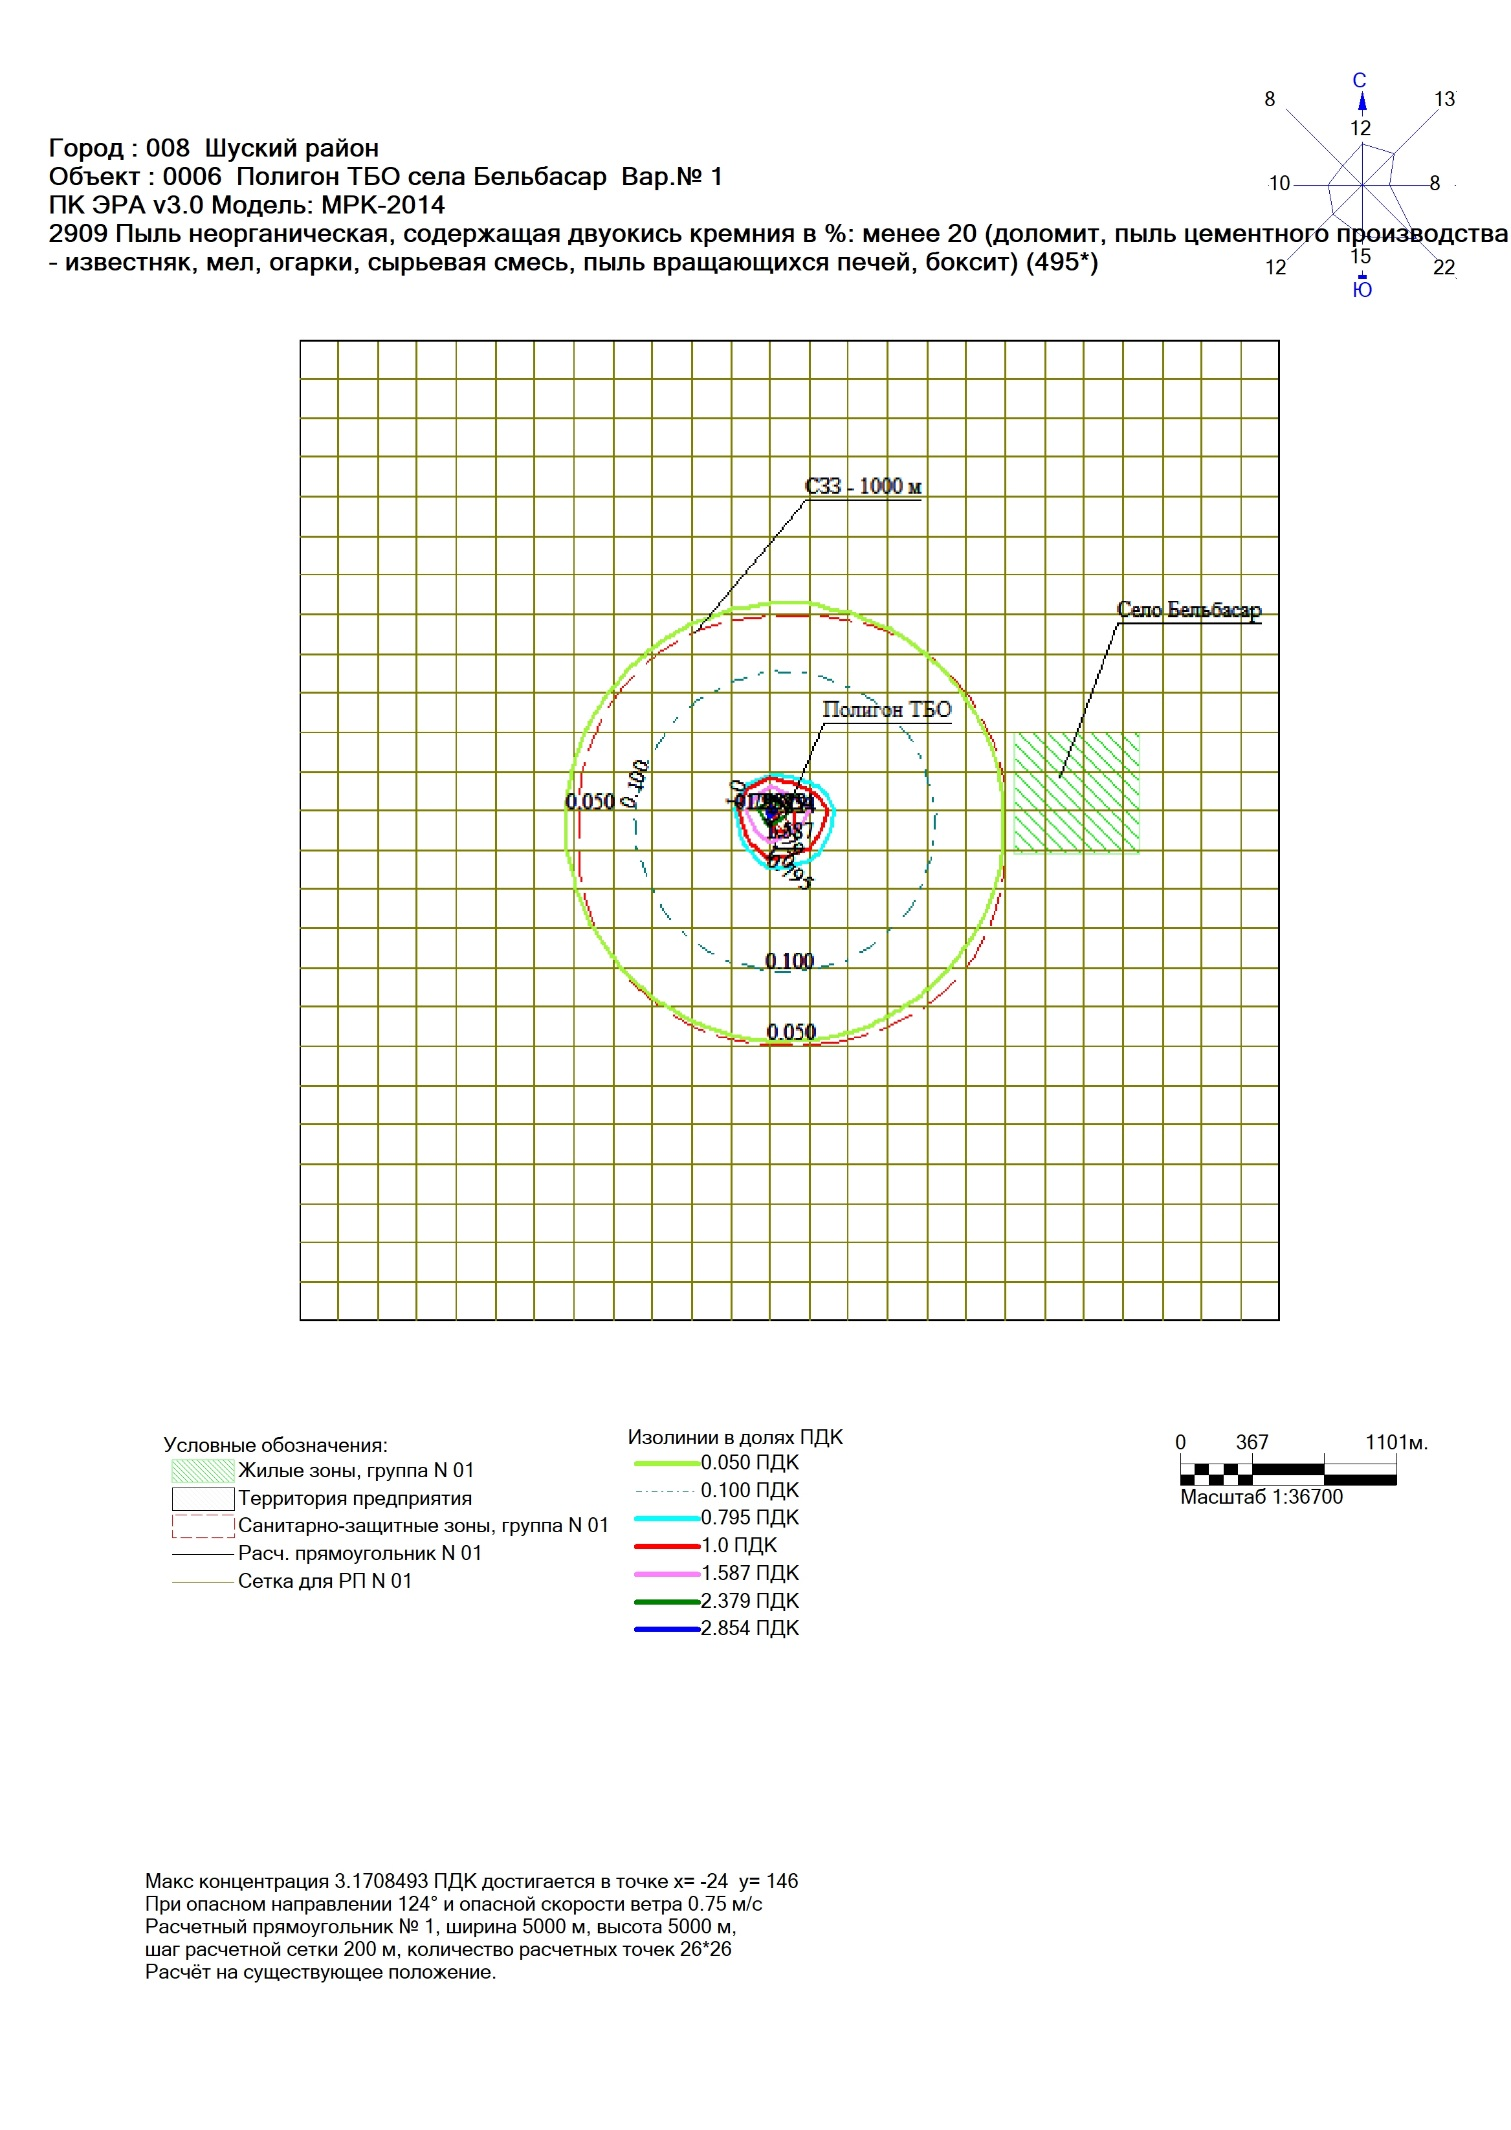 С
8
13
12
10
8
12
15
22
Ю
Город : 008 Шуский район
Объект : 0006 Полигон ТБО села Бельбасар Вар.№ 1
ПК ЭРА v3.0 Модель: МРК-2014
2909 Пыль неорганическая, содержащая двуокись кремния в %: менее 20 (доломит, пыль цементного производства
- известняк, мел, огарки, сырьевая смесь, пыль вращающихся печей, боксит) (495*)
СЗЗ - 1000 м
Село Бельбасар
Полигон ТБО
0.100
0.050
1.0
1.587
0.795
0.100
0.050
Условные обозначения:
Жилые зоны, группа N 01
Территория предприятия
Санитарно-защитные зоны, группа N 01
Расч. прямоугольник N 01
Сетка для РП N 01
Изолинии в долях ПДК
0.050 ПДК
0.100 ПДК
0.795 ПДК
1.0 ПДК
1.587 ПДК
2.379 ПДК
2.854 ПДК
0 367 1101м.
Масштаб 1:36700
Макс концентрация 3.1708493 ПДК достигается в точке x= -24 y= 146
При опасном направлении 124° и опасной скорости ветра 0.75 м/с
Расчетный прямоугольник № 1, ширина 5000 м, высота 5000 м,
шаг расчетной сетки 200 м, количество расчетных точек 26*26
Расчёт на существующее положение.